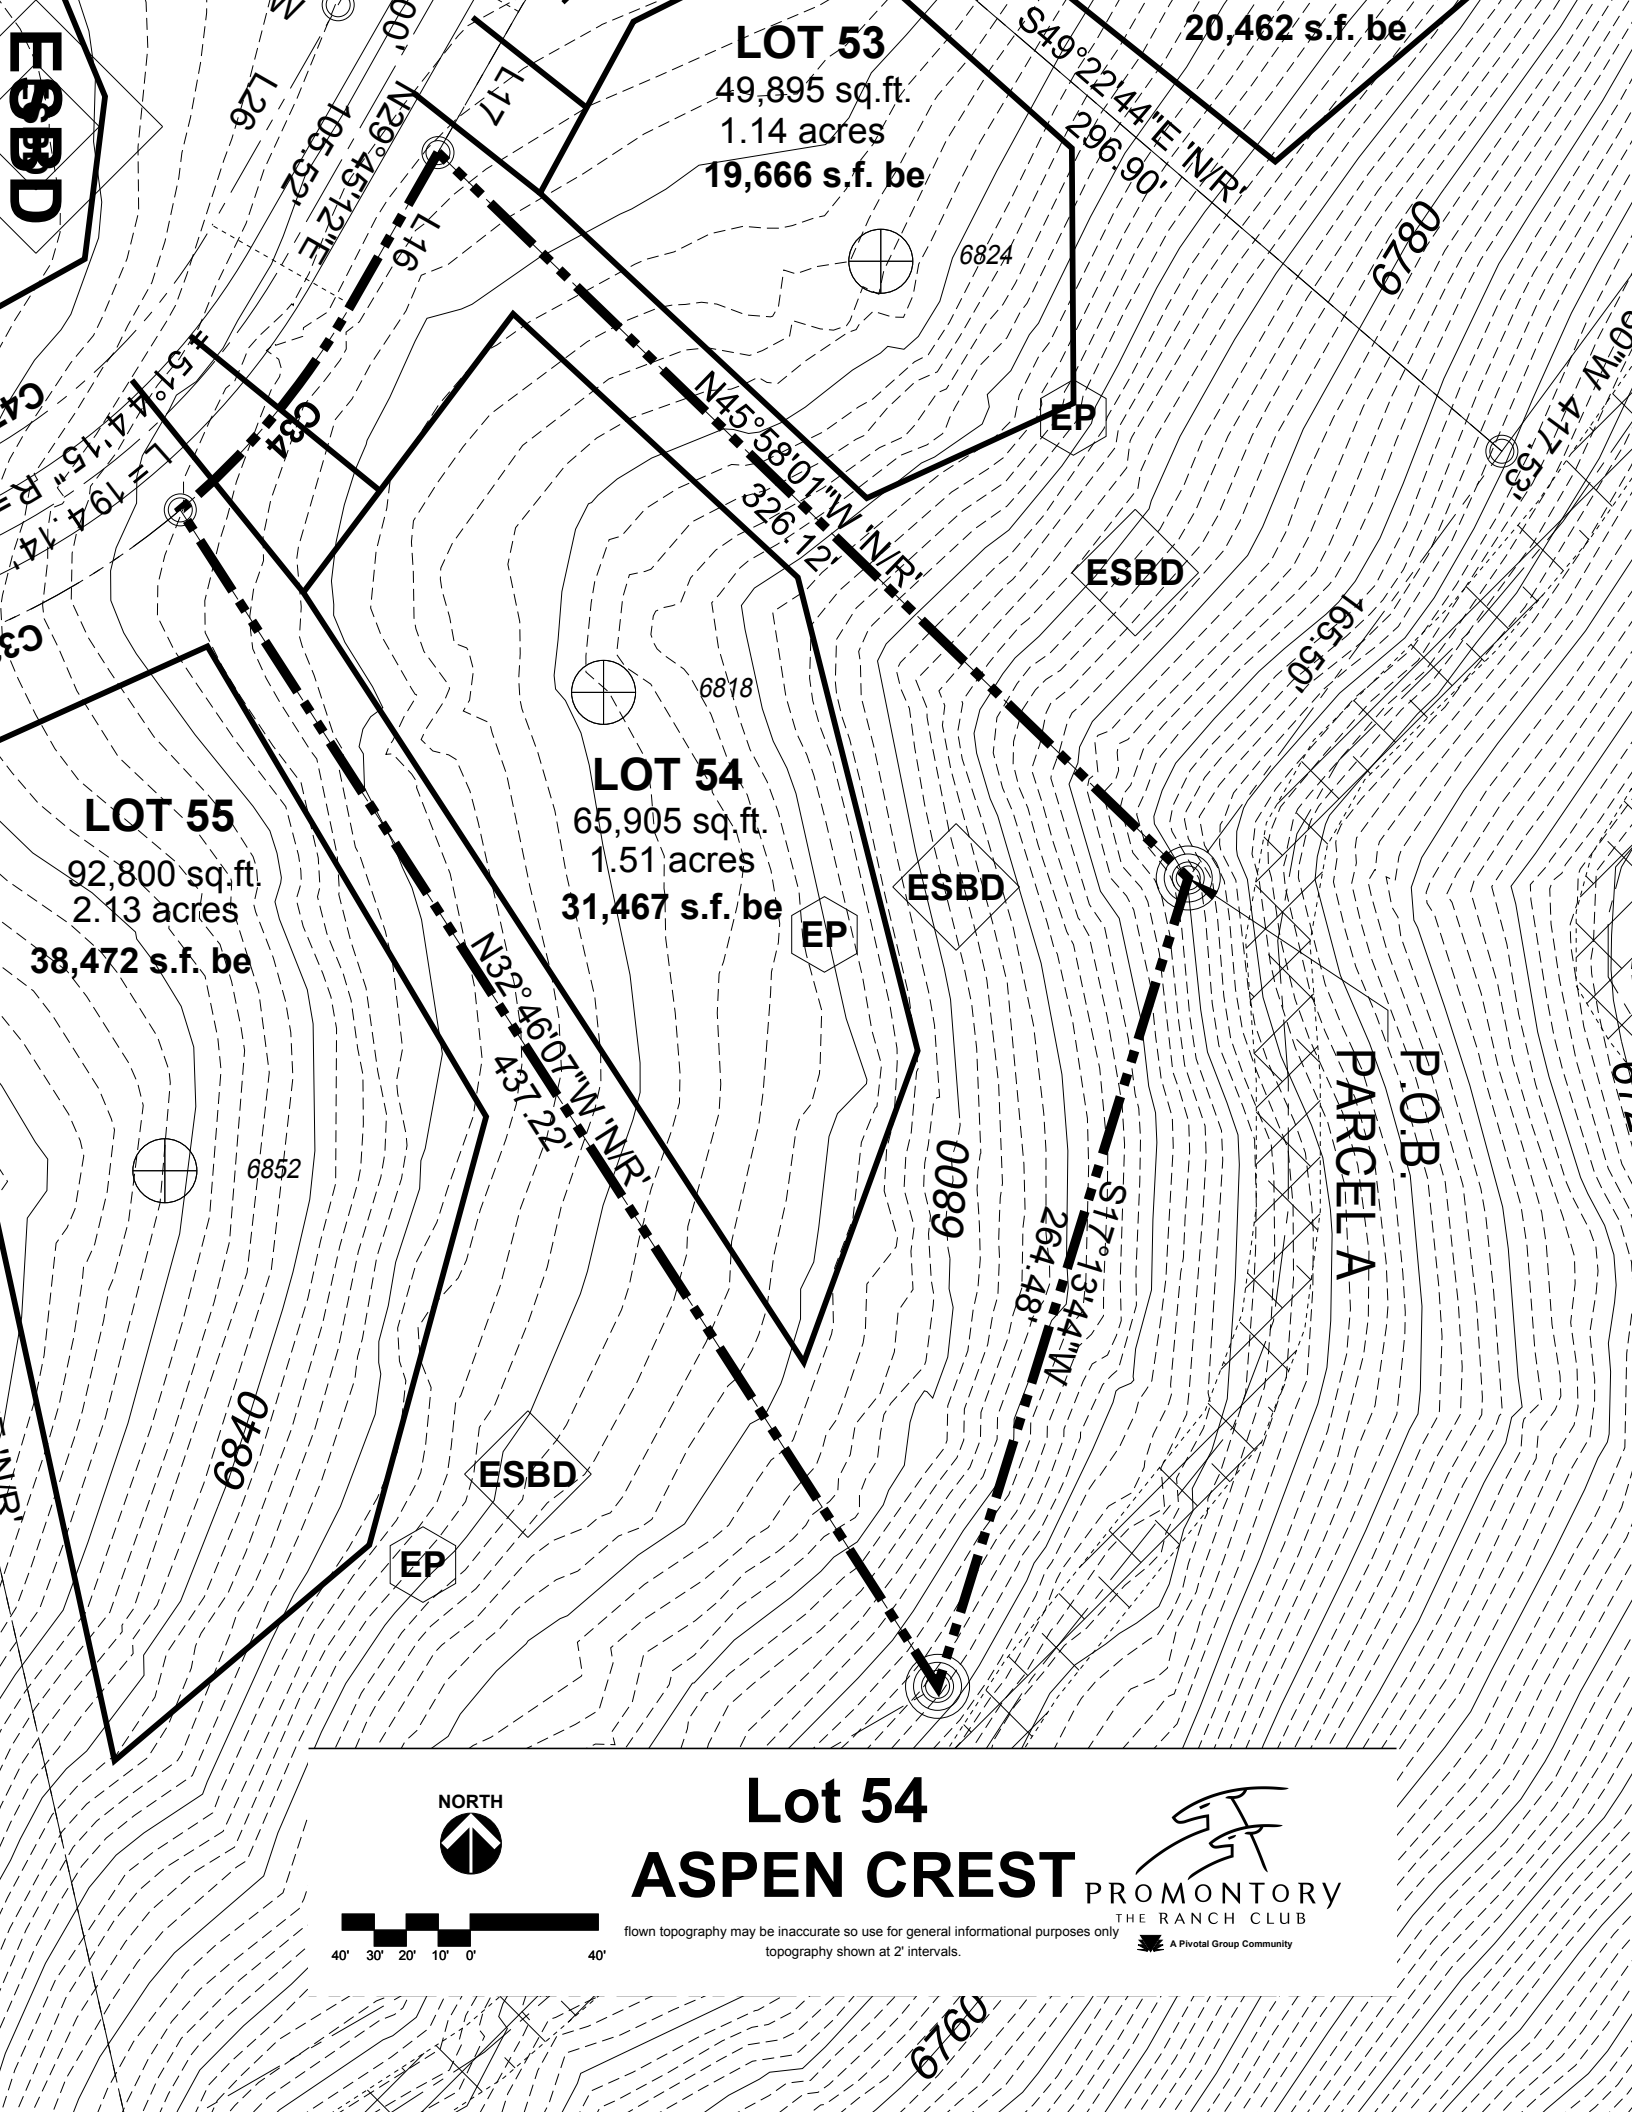 ESBD
L26
105.52'
N29°45'12"E
L16
L17
LOT 53
49,895 sq.ft.
1.14 acres
19,666 s.f. be
6824
20,462 s.f. be
S49°22'44"E 'N/R'
296.90'
6780
417.53'
EP
ESBD
165.50'
N45°58'01"W 'N/R'
326.12'
C34
51°44'15" R=
L = 194.14'
6818
LOT 54
65,905 sq.ft.
1.51 acres
31,467 s.f. be
EP
ESBD
LOT 55
92,800 sq.ft.
2.13 acres
38,472 s.f. be
N32°46'07"W 'N/R'
437.22'
P.O.B.
PARCEL A
6852
6800
S17°13'44"W
264.48'
6840
'N/R'
ESBD
EP
NORTH
40' 30' 20' 10' 0' 40'
Lot 54
ASPEN CREST
flown topography may be inaccurate so use for general informational purposes only
topography shown at 2' intervals.
PROMONTORY
THE RANCH CLUB
A Pivotal Group Community
6760